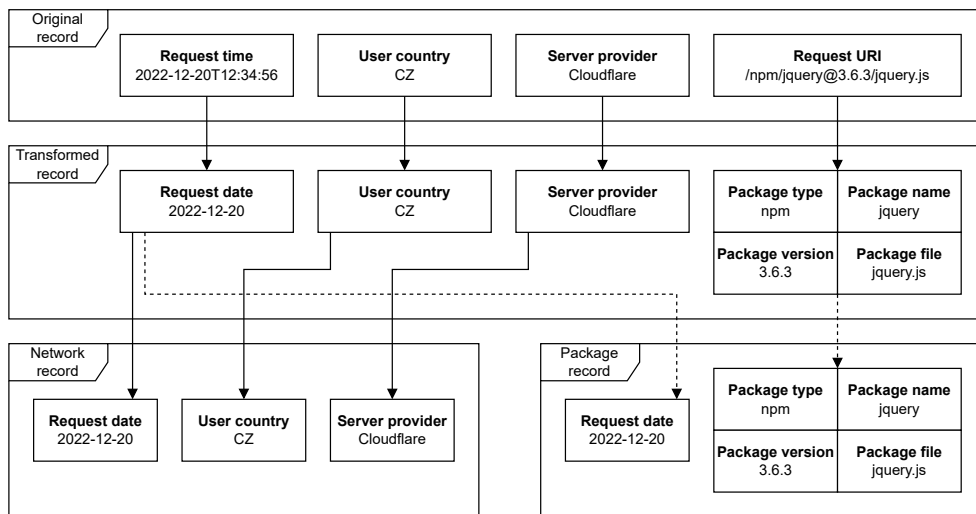 Original
record
Request time
2022-12-20T12:34:56
User country
CZ
Server provider
Cloudflare
Request URI
/npm/jquery@3.6.3/jquery.js
Transformed
record
Request date
2022-12-20
User country
CZ
Server provider
Cloudflare
Package type
npm
Package name
jquery
Package version
3.6.3
Package file
jquery.js
Network
record
Request date
2022-12-20
User country
CZ
Server provider
Cloudflare
Package
record
Request date
2022-12-20
Package type
npm
Package name
jquery
Package version
3.6.3
Package file
jquery.js